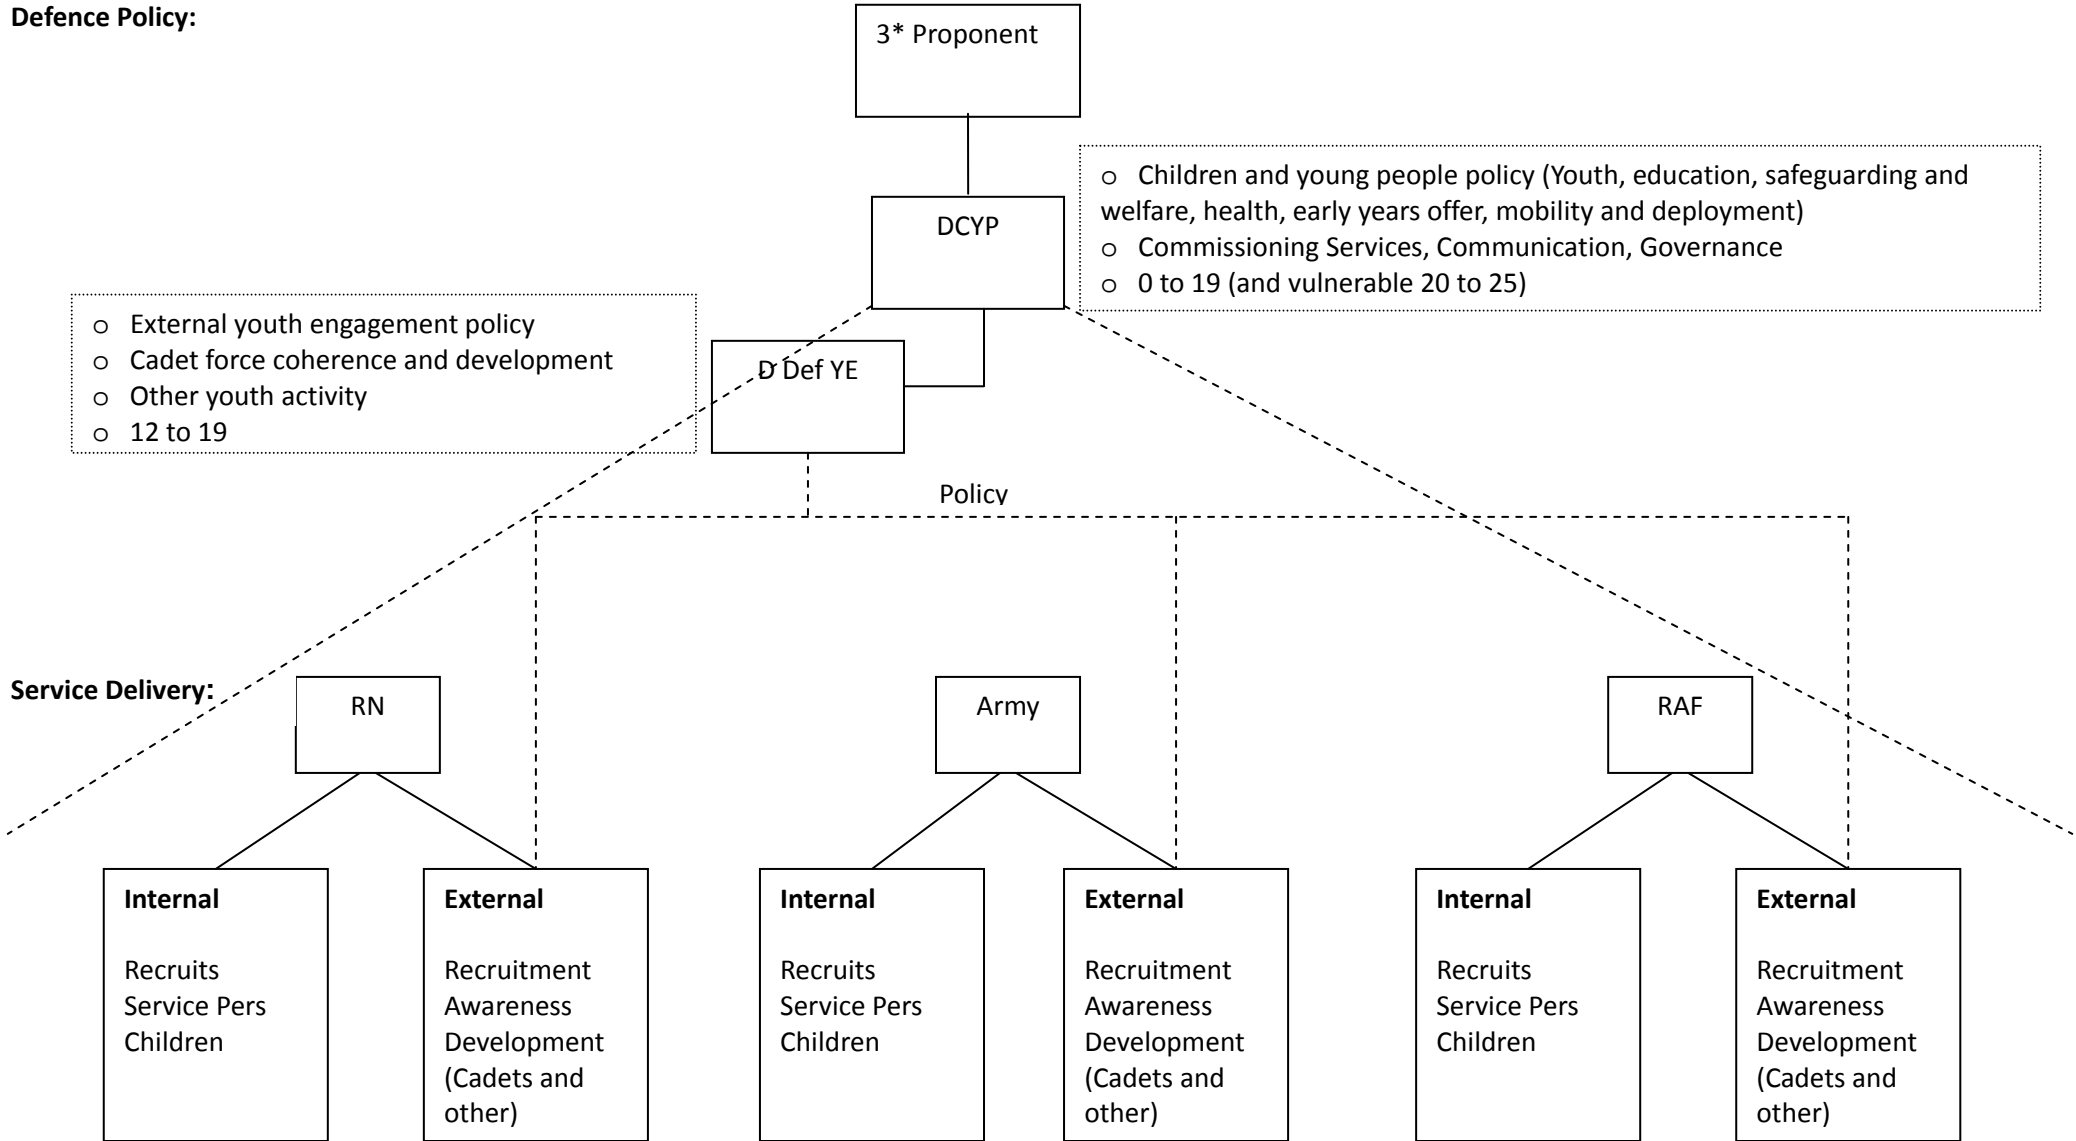 Defence Policy:
3* Proponent
DCYP
o Children and young people policy (Youth, education, safeguarding and
welfare, health, early years offer, mobility and deployment)
o Commissioning Services, Communication, Governance
o 0 to 19 (and vulnerable 20 to 25)
o External youth engagement policy
o Cadet force coherence and development
o Other youth activity
o 12 to 19
D Def YE
Policy
Service Delivery:
RN
Army
RAF
Internal
Recruits
Service Pers
Children
External
Recruitment
Awareness
Development
(Cadets and
other)
Internal
Recruits
Service Pers
Children
External
Recruitment
Awareness
Development
(Cadets and
other)
Internal
Recruits
Service Pers
Children
External
Recruitment
Awareness
Development
(Cadets and
other)